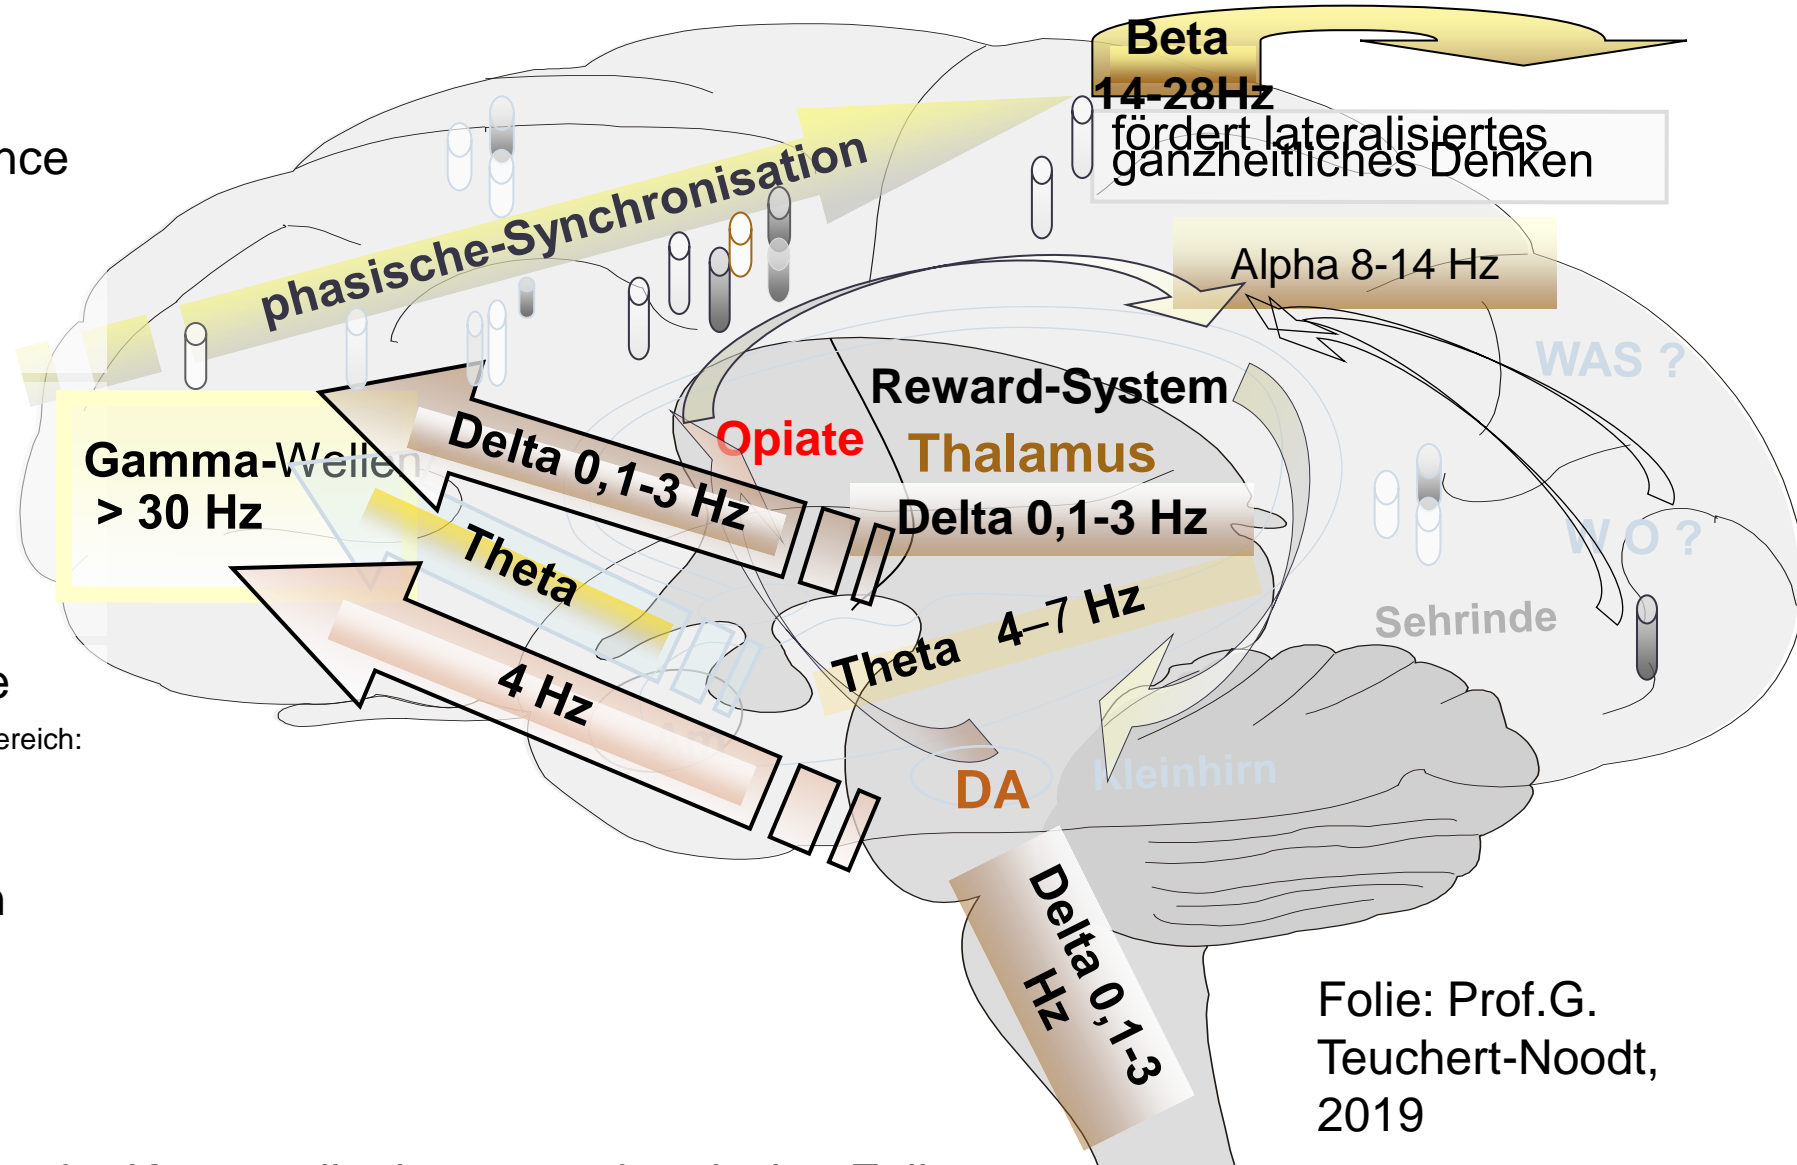 Beta
14-28Hz
fördert lateralisiertes
ganzheitliches Denken
nce
phasische-Synchronisation
Alpha 8-14 Hz
WAS ?
Reward-System
Opiate
Thalamus
Gamma-Wellen
> 30 Hz
Delta 0,1-3 Hz
Delta 0,1-3 Hz
W O ?
Theta
Theta 4–7 Hz
Sehrinde
4 Hz
e
ereich:
DA
Kleinhirn
n
Delta 0,1-3
Hz
Folie: Prof.G.
Teuchert-Noodt,
2019